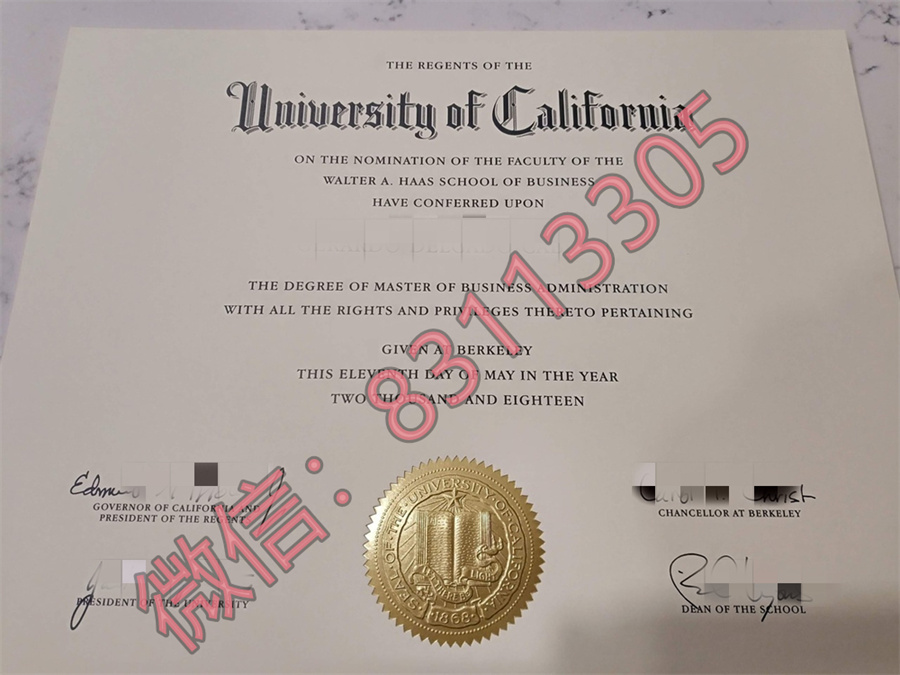 THE REGENTS OF THE
University of California
ON THE NOMINATION OF THE FACULTY OF THE
WALTER A. HAAS SCHOOL OF BUSINESS
HAVE CONFERRED UPON
THE DEGREE OF MASTER OF BUSINESS ADMINISTRATION
WITH ALL THE RIGHTS AND PRIVILEGES THERETO PERTAINING
GIVEN AT BERKELEY
THIS ELEVENTH DAY OF MAY IN THE YEAR
TWO THOUSAND AND EIGHTEEN
微信：83113305
GOVERNOR OF CALIFORNIA AND
PRESIDENT OF THE REGENT
CHANCELLOR AT BERKELEY
PRESIDENT OF THE UNIVERSITY
DEAN OF THE SCHOOL
SEAL OF THE UNIVERSITY OF CALIFORNIA
1868